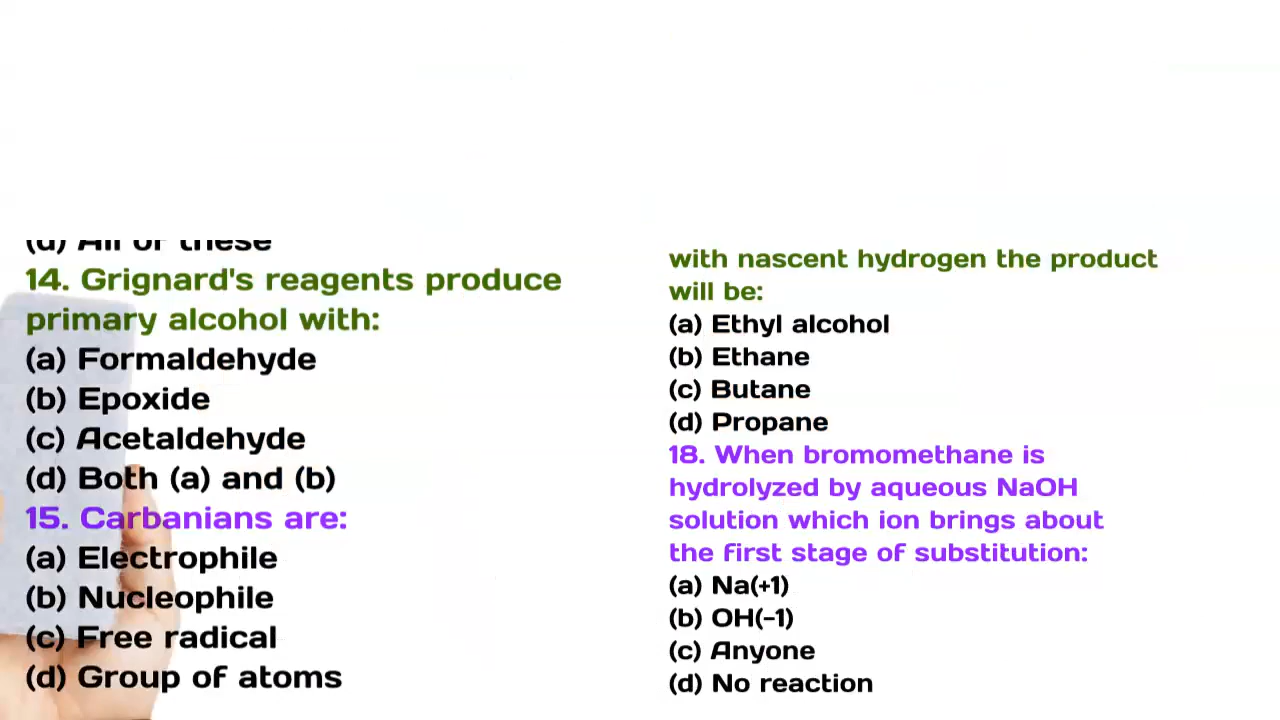 (d) All of these
14. Grignard's reagents produce
primary alcohol with:
(a) Formaldehyde
(b) Epoxide
(c) Acetaldehyde
(d) Both (a) and (b)
15. Carbanians are:
(a) Electrophile
(b) Nucleophile
(c) Free radical
(d) Group of atoms
with nascent hydrogen the product
will be:
(a) Ethyl alcohol
(b) Ethane
(c) Butane
(d) Propane
18. When bromomethane is
hydrolyzed by aqueous NaOH
solution which ion brings about
the first stage of substitution:
(a) Na(+1)
(b) OH(-1)
(c) Anyone
(d) No reaction